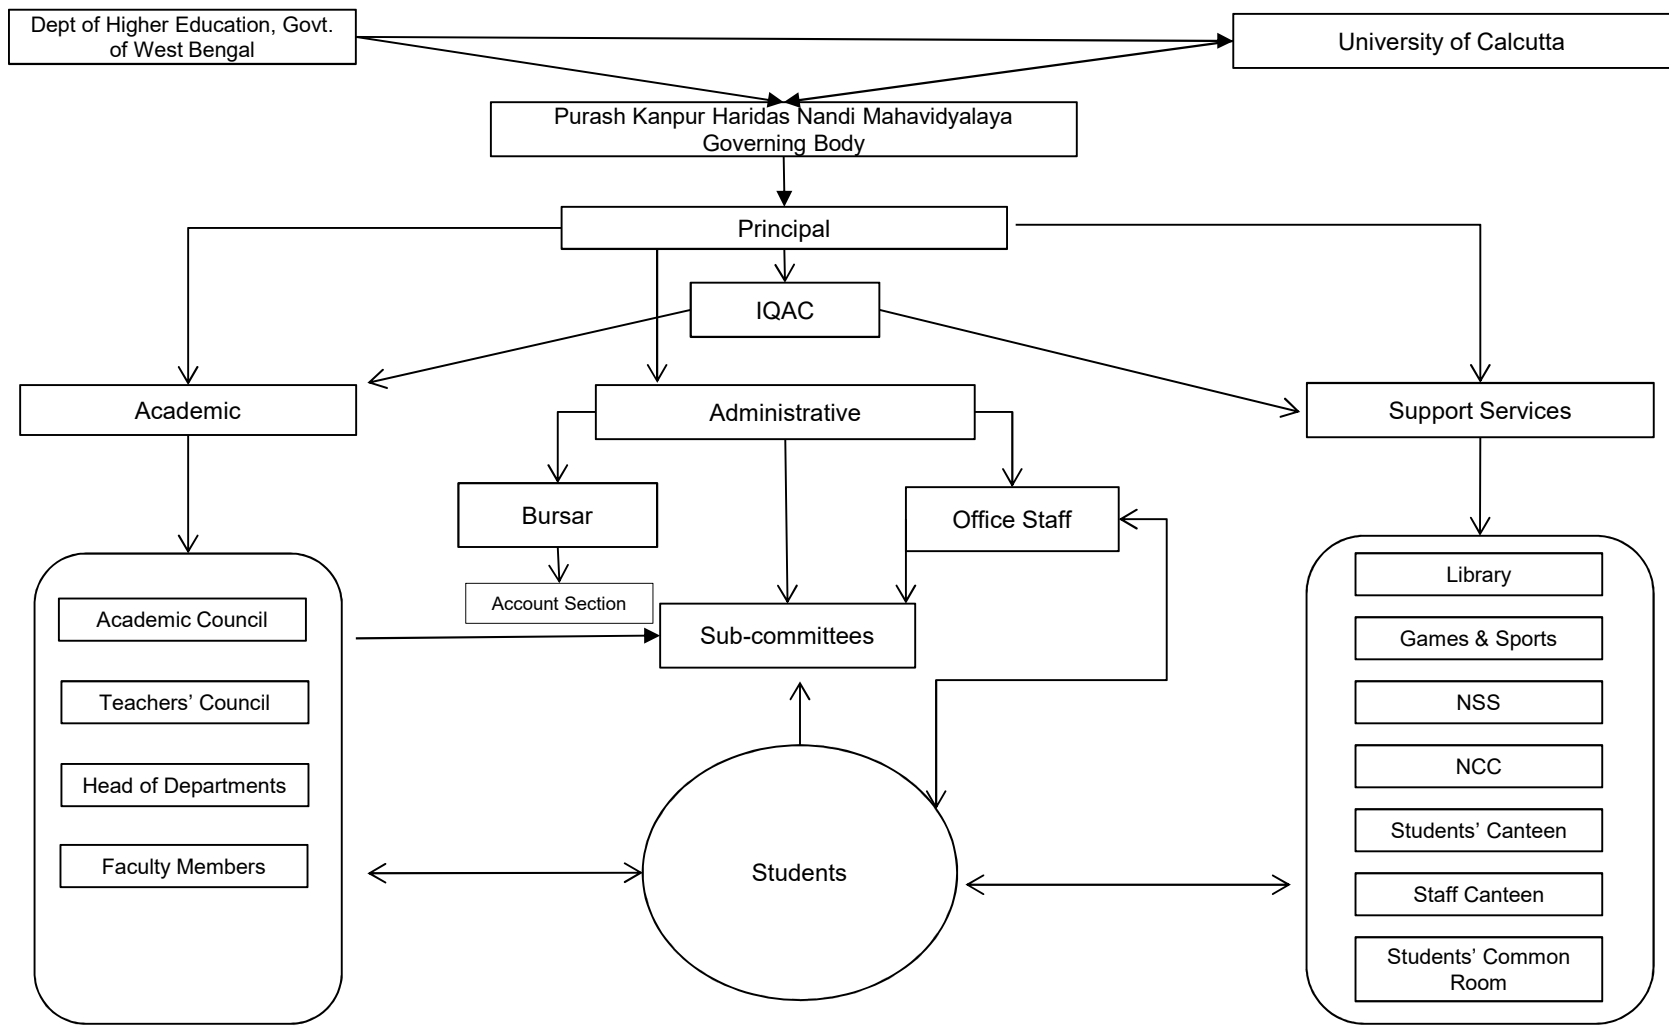 Dept of Higher Education, Govt.
of West Bengal
University of Calcutta
Purash Kanpur Haridas Nandi Mahavidyalaya
Governing Body
Principal
IQAC
Academic
Administrative
Support Services
Bursar
Office Staff
Account Section
Sub-committees
Academic Council
Teachers’ Council
Head of Departments
Faculty Members
Students
Library
Games & Sports
NSS
NCC
Students’ Canteen
Staff Canteen
Students’ Common
Room